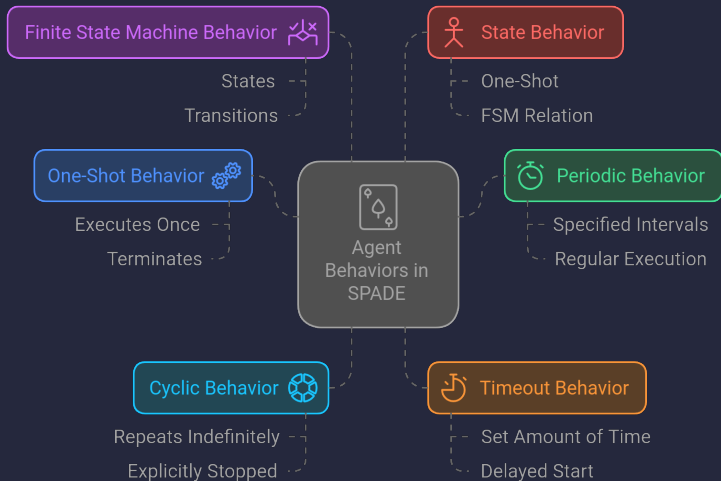 Finite State Machine Behavior
States
Transitions
State Behavior
One-Shot
FSM Relation
One-Shot Behavior
Executes Once
Terminates
Agent
Behaviors in
SPADE
Periodic Behavior
Specified Intervals
Regular Execution
Cyclic Behavior
Repeats Indefinitely
Explicitly Stopped
Timeout Behavior
Set Amount of Time
Delayed Start